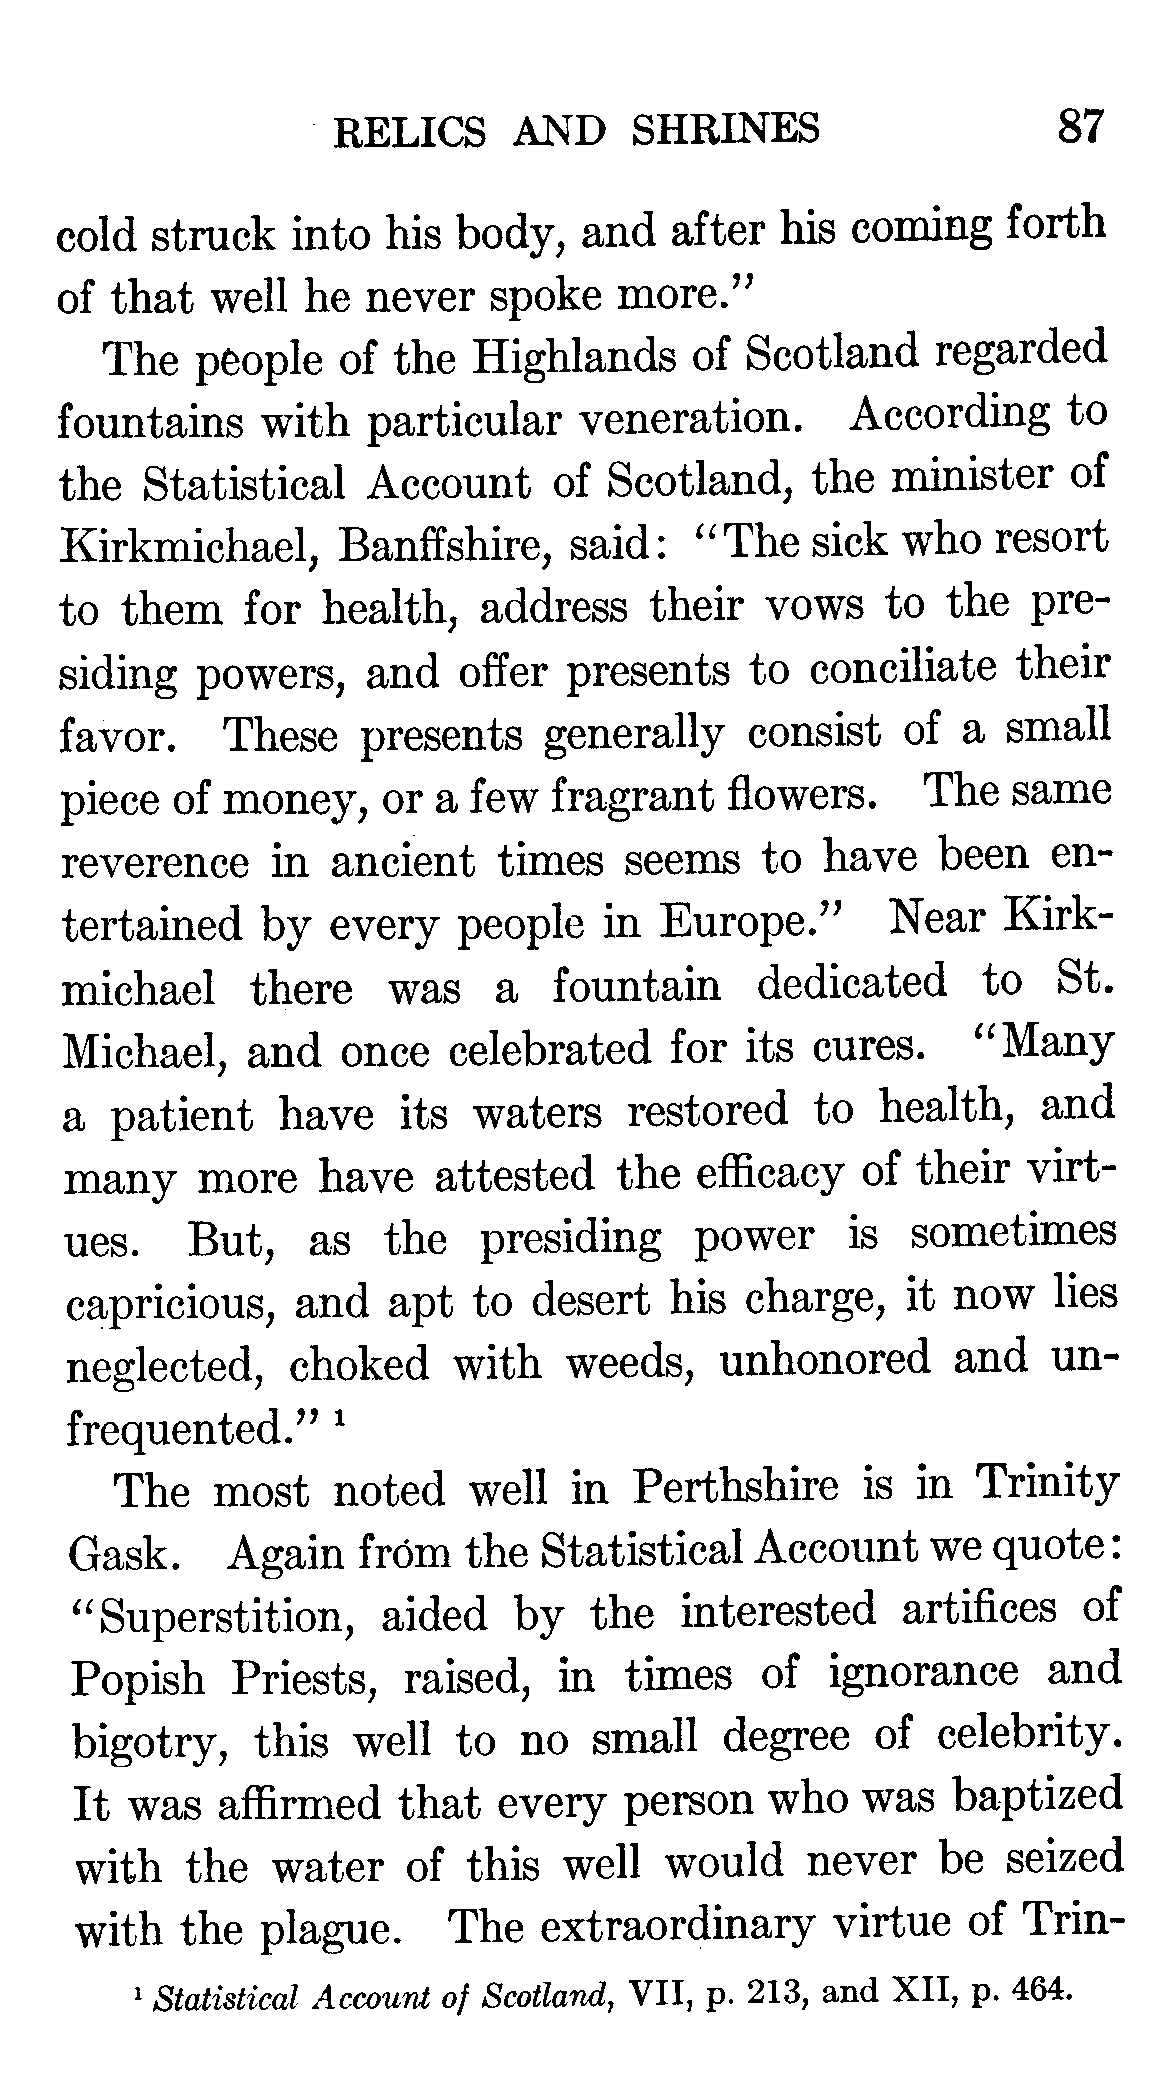 RELICS AND SHRINES 87
cold struck into his body, and after his coming forth
of that well he never spoke more."
The people of the Highlands of Scotland regarded
fountains with particular veneration. According to
the Statistical Account of Scotland, the minister of
Kirkmichael, Banffshire, said: "The sick who resort
to them for health, address their vows to the pre-
siding powers, and offer presents to conciliate their
favor. These presents generally consist of a small
piece of money, or a few fragrant flowers. The same
reverence in ancient times seems to have been en-
tertained by every people in Europe." Near Kirk-
michael there was a fountain dedicated to St.
Michael, and once celebrated for its cures. "Many
a patient have its waters restored to health, and
many more have attested the efficacy of their virt-
ues. But, as the presiding power is sometimes
capricious, and apt to desert his charge, it now lies
neglected, choked with weeds, unhonored and un-
frequented." ¹
The most noted well in Perthshire is in Trinity
Gask. Again from the Statistical Account we quote:
"Superstition, aided by the interested artifices of
Popish Priests, raised, in times of ignorance and
bigotry, this well to no small degree of celebrity.
It was affirmed that every person who was baptized
with the water of this well would never be seized
with the plague. The extraordinary virtue of Trin-
¹ Statistical Account of Scotland, VII, p. 213, and XII, p. 464.